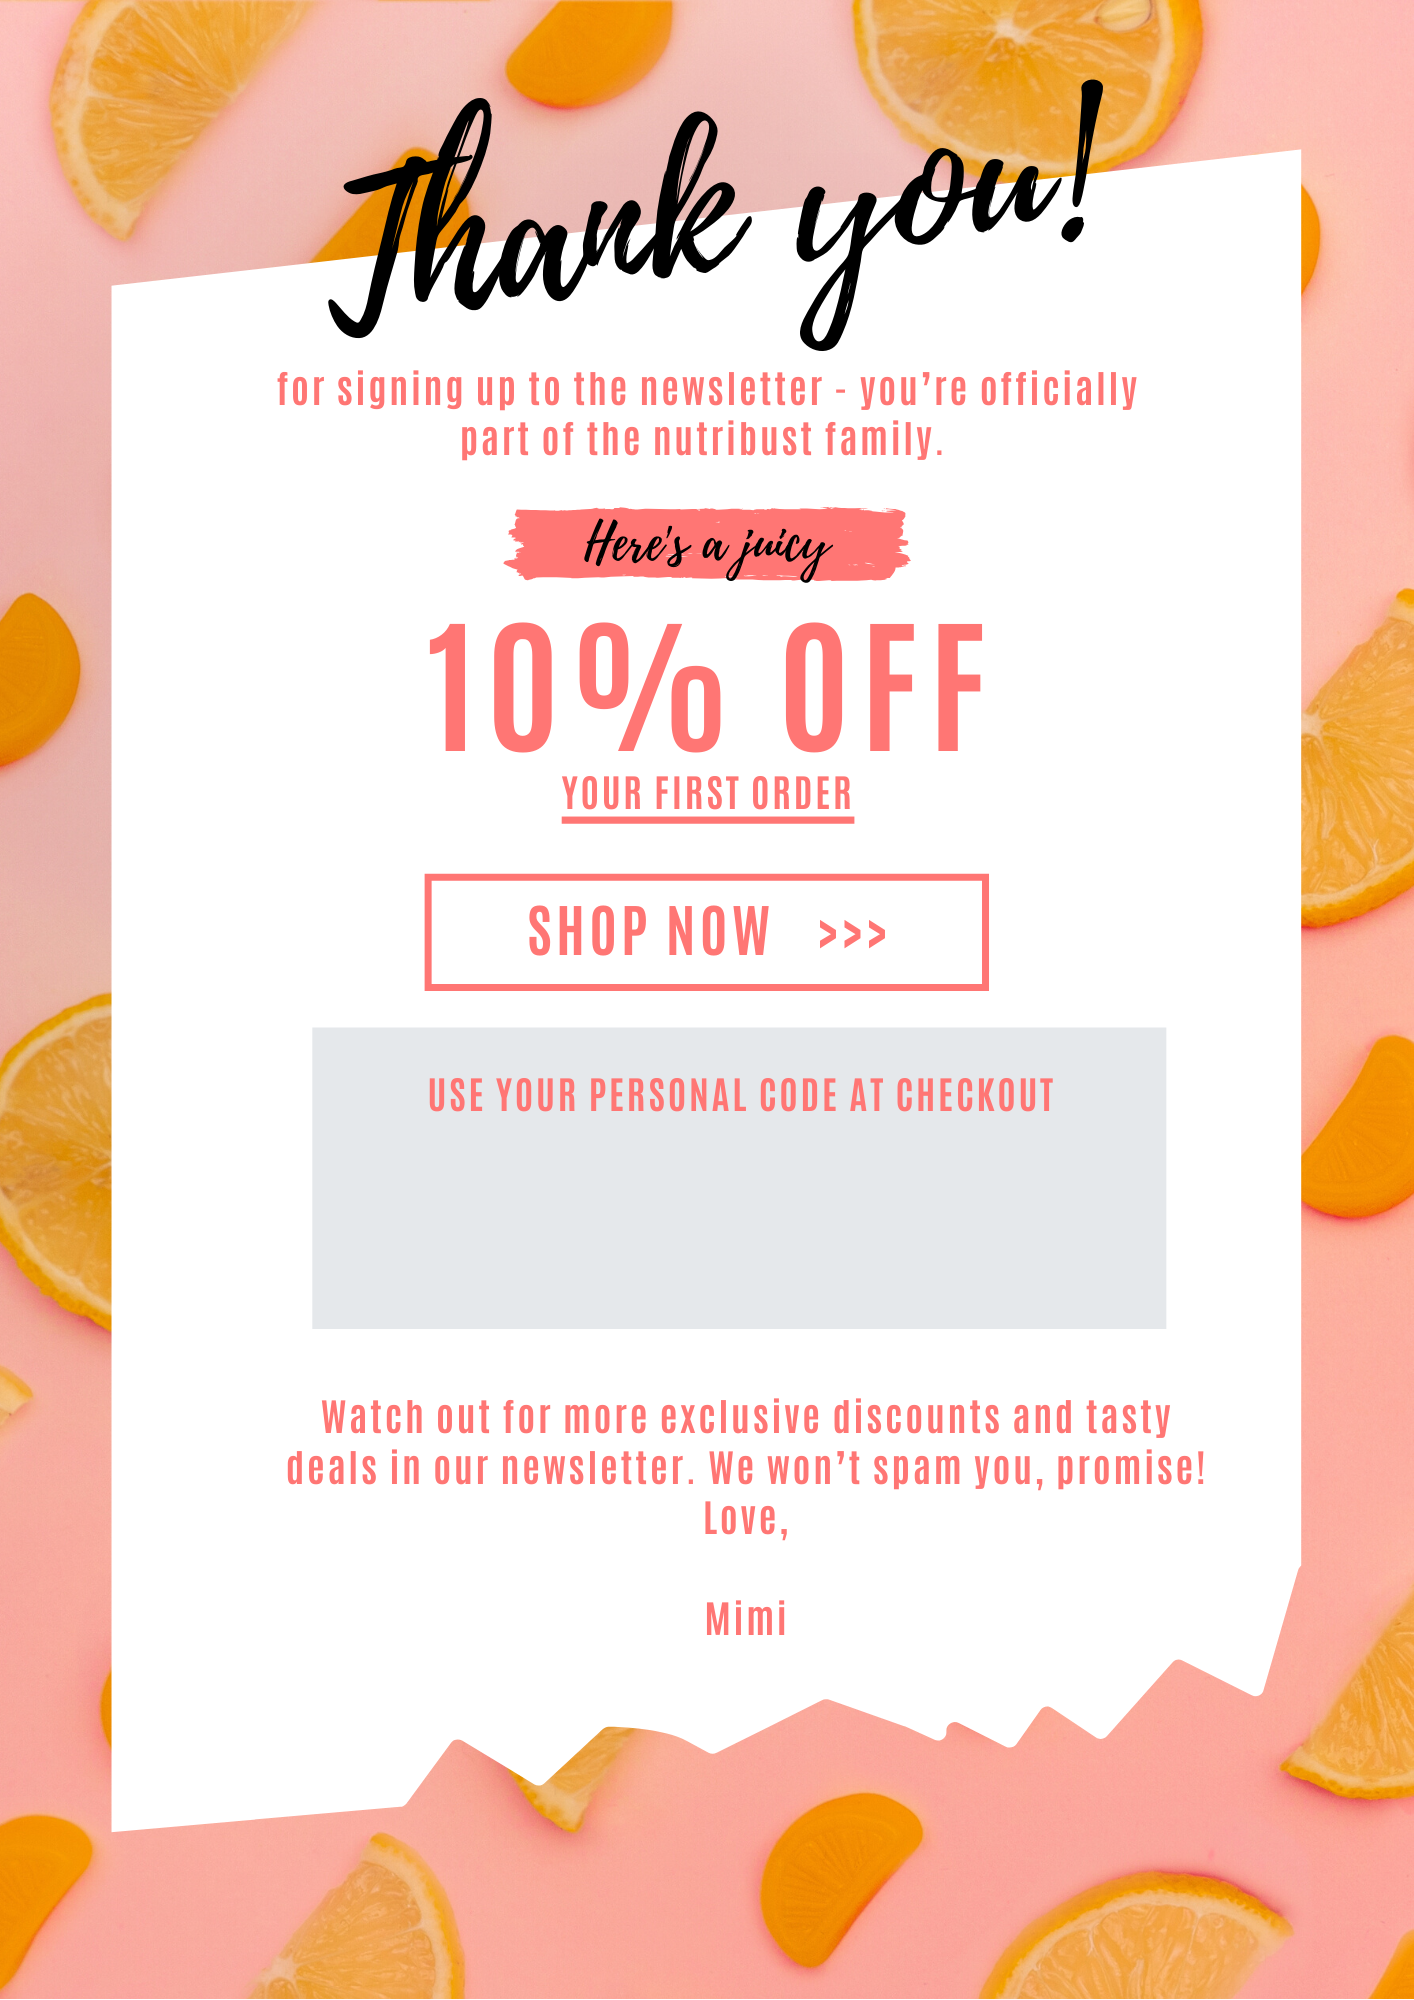 Thank you!
for signing up to the newsletter - you’re officially
part of the nutribust family.
Here's a juicy
10% OFF
YOUR FIRST ORDER
SHOP NOW >>>
USE YOUR PERSONAL CODE AT CHECKOUT
Watch out for more exclusive discounts and tasty
deals in our newsletter. We won’t spam you, promise!
Love,
Mimi